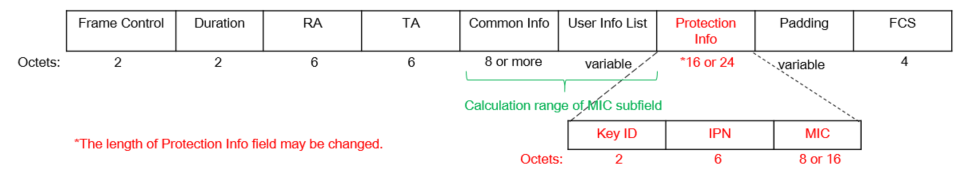 Frame Control Duration RA TA Common Info User Info List Protection Info Padding FCS
Octets: 2 2 6 6 8 or more variable *16 or 24 variable 4
Calculation range of MIC subfield
Key ID IPN MIC
*The length of Protection Info field may be changed.
Octets: 2 6 8 or 16